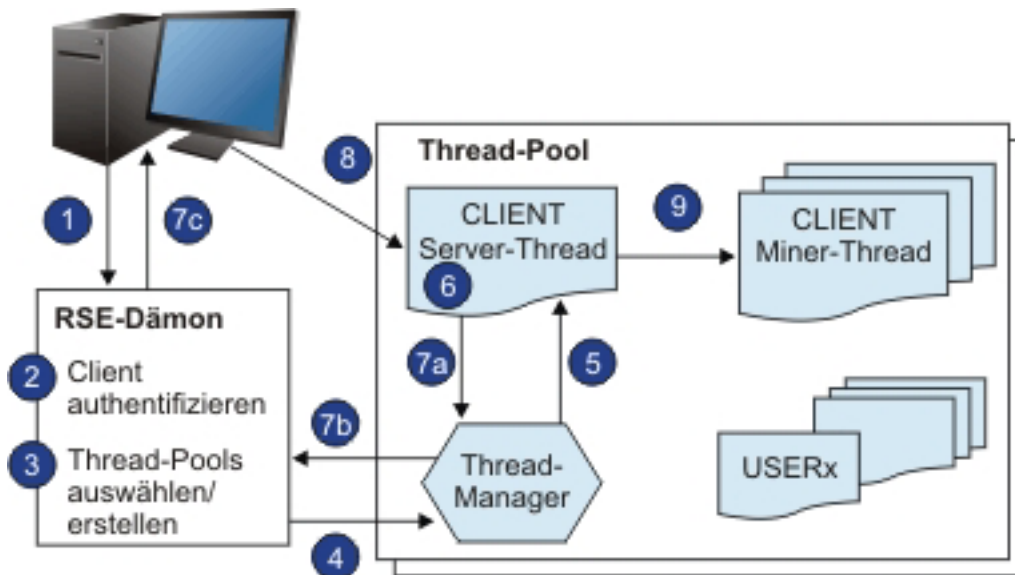 8
Thread-Pool
1
7c
CLIENT
Server-Thread
6
9
CLIENT
Miner-Thread
RSE-Dämon
2
Client
authentifizieren
3
Thread-Pools
auswählen/
erstellen
7a
5
7b
Thread-
Manager
4
USERx